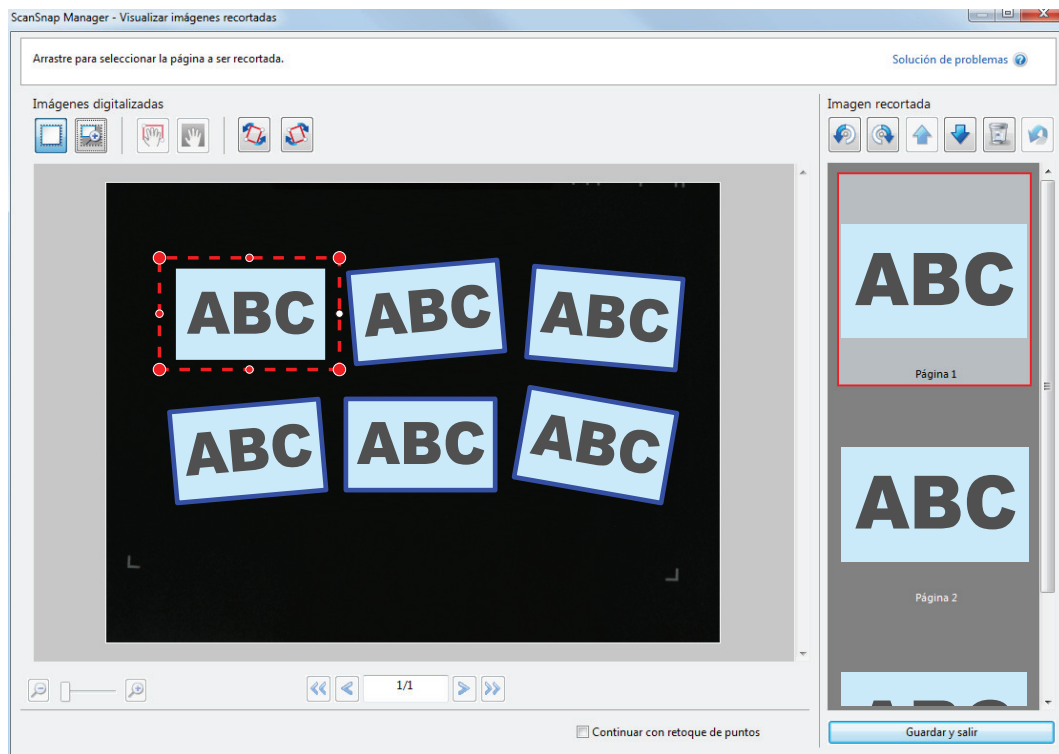 ScanSnap Manager - Visualizar imágenes recortadas
Arrastre para seleccionar la página a ser recortada.
Solución de problemas
Imágenes digitalizadas
Imagen recortada
ABC ABC ABC
ABC ABC ABC
ABC
Página 1
ABC
Página 2
ABC
1/1
Continuar con retoque de puntos
Guardar y salir